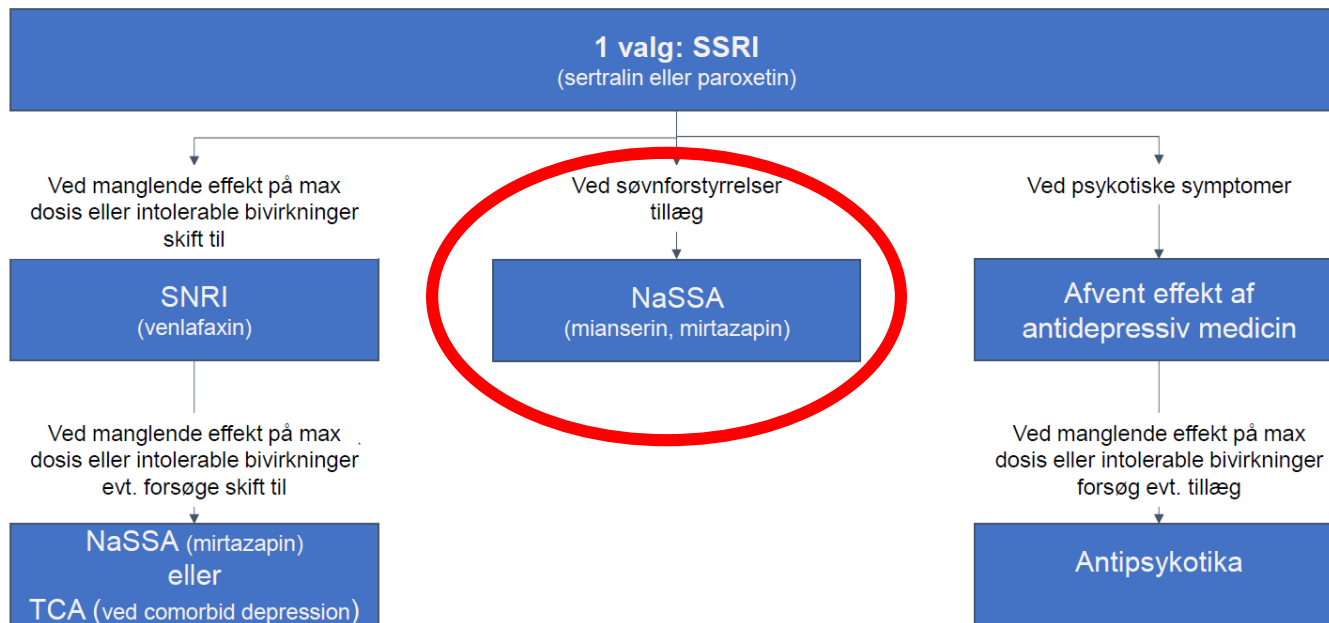 1 valg: SSRI
(sertralin eller paroxetin)
Ved manglende effekt på max
dosis eller intolerable bivirkninger
skift til
SNRI
(venlafaxin)
Ved manglende effekt på max
dosis eller intolerable bivirkninger
evt. forsøge skift til
NaSSA (mirtazapin)
eller
TCA (ved comorbid depression)
Ved søvnforstyrrelser
tillæg
NaSSA
(mianserin, mirtazapin)
Ved psykotiske symptomer
Afvent effekt af
antidepressiv medicin
Ved manglende effekt på max
dosis eller intolerable bivirkninger
forsøg evt. tillæg
Antipsykotika